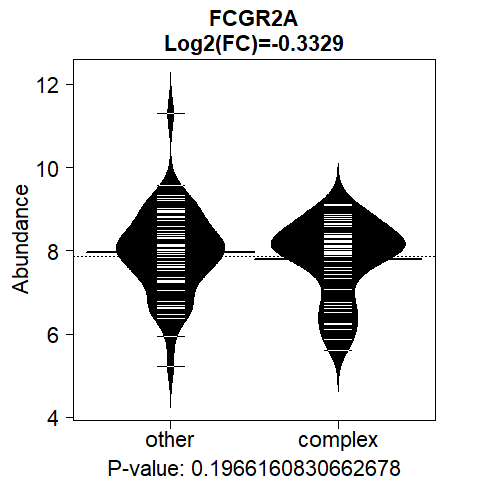 FCGR2A
Log2(FC)=-0.3329
12
10
8
6
4
Abundance
other complex
P-value: 0.1966160830662678